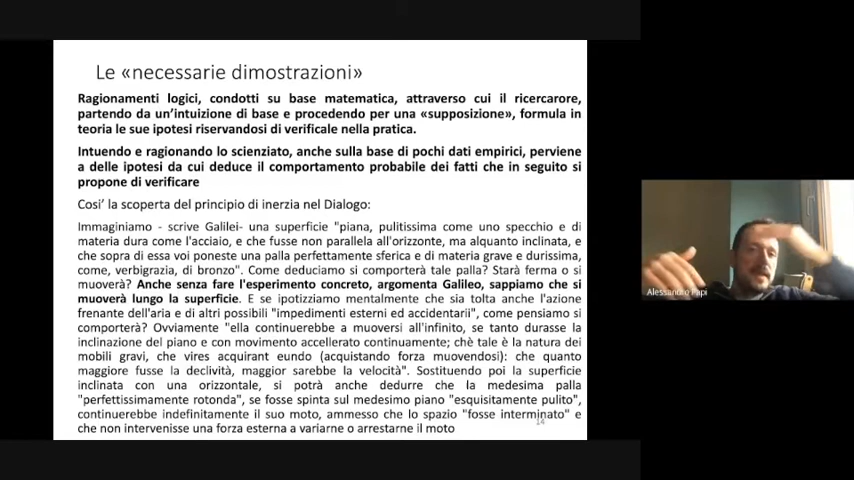 Le «necessarie dimostrazioni»
Ragionamenti logici, condotti su base matematica, attraverso cui il ricercarore,
partendo da un'intuizione di base e procedendo per una «supposizione», formula in
teoria le sue ipotesi riservandosi di verificale nella pratica.
Intuendo e ragionando lo scienziato, anche sulla base di pochi dati empirici, perviene
a delle ipotesi da cui deduce il comportamento probabile dei fatti che in seguito si
propone di verificare
Cosi' la scoperta del principio di inerzia nel Dialogo:
Immaginiamo - scrive Galilei- una superficie "piana, pulitissima come uno specchio e di
materia dura come l'acciaio, e che fusse non parallela all'orizzonte, ma alquanto inclinata, e
che sopra di essa voi poneste una palla perfettamente sferica e di materia grave e durissima,
come, verbigrazia, di bronzo". Come deduciamo si comporterà tale palla? Starà ferma o si
muoverà? Anche senza fare l'esperimento concreto, argomenta Galileo, sappiamo che si
muoverà lungo la superficie. E se ipotizziamo mentalmente che sia tolta anche l'azione
frenante dell'aria e di altri possibili "impedimenti esterni ed accidentarii", come pensiamo si
comporterà? Ovviamente "ella continuerebbe a muoversi all'infinito, se tanto durasse la
inclinazione del piano e con movimento accellerato continuamente; chè tale è la natura dei
mobili gravi, che vires acquirant eundo (acquistando forza muovendosi): che quanto
maggiore fusse la declività, maggior sarebbe la velocità". Sostituendo poi la superficie
inclinata con una orizzontale, si potrà anche dedurre che la medesima palla
"perfettissimamente rotonda", se fosse spinta sul medesimo piano "esquisitamente pulito",
continuerebbe indefinitamente il suo moto, ammesso che lo spazio "fosse interminato" e
che non intervenisse una forza esterna a variarne o arrestarne il moto
14
Alessandro Papi